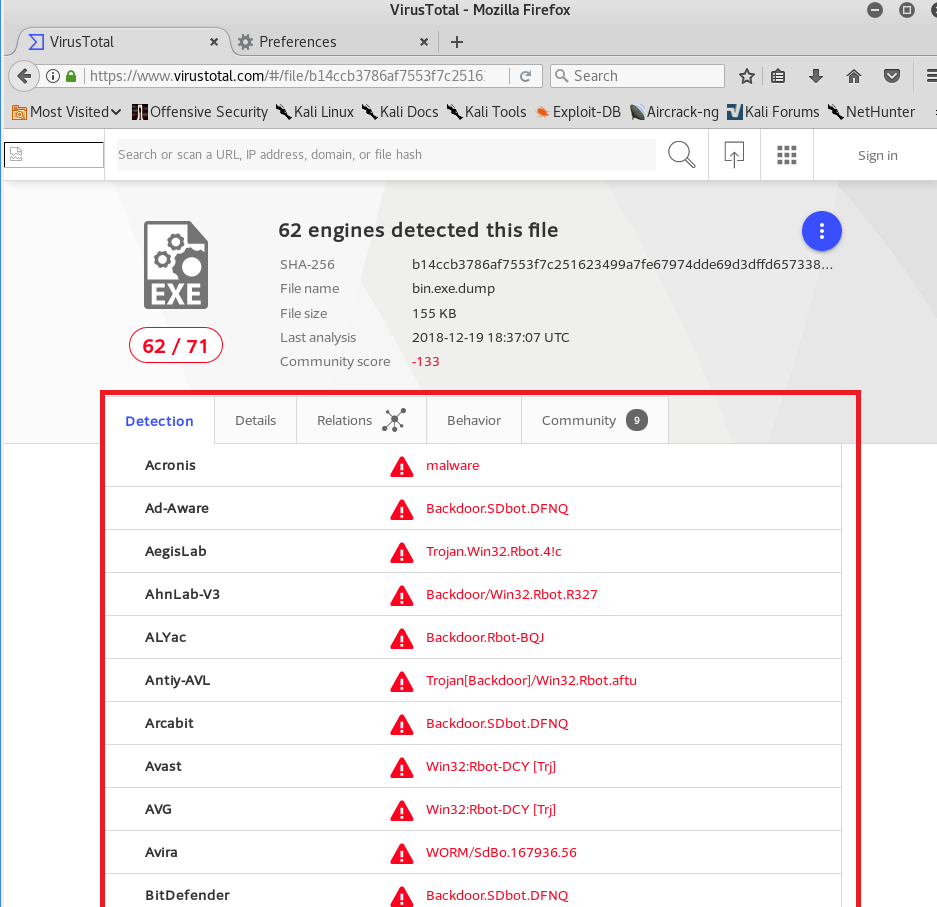 VirusTotal - Mozilla Firefox
VirusTotal × Preferences × +
https://www.virustotal.com/#/file/b14ccb3786af7553f7c2516 Search
Most Visited Offensive Security Kali Linux Kali Docs Kali Tools Exploit-DB Aircrack-ng Kali Forums NetHunter
Search or scan a URL, IP address, domain, or file hash Sign in
62 engines detected this file
SHA-256 b14ccb3786af7553f7c251623499a7fe67974dde69d3dffd657338...
EXE
File name bin.exe.dump
File size 155 KB
62 / 71
Last analysis 2018-12-19 18:37:07 UTC
Community score -133
Detection Details Relations Behavior Community 9
Acronis malware
Ad-Aware Backdoor.SDbot.DFNQ
AegisLab Trojan.Win32.Rbot.4!c
AhnLab-V3 Backdoor/Win32.Rbot.R327
ALYac Backdoor.Rbot-BQJ
Antiy-AVL Trojan[Backdoor]/Win32.Rbot.aftu
Arcabit Backdoor.SDbot.DFNQ
Avast Win32:Rbot-DCY [Trj]
AVG Win32:Rbot-DCY [Trj]
Avira WORM/SdBo.167936.56
BitDefender Backdoor.SDbot.DFNQ